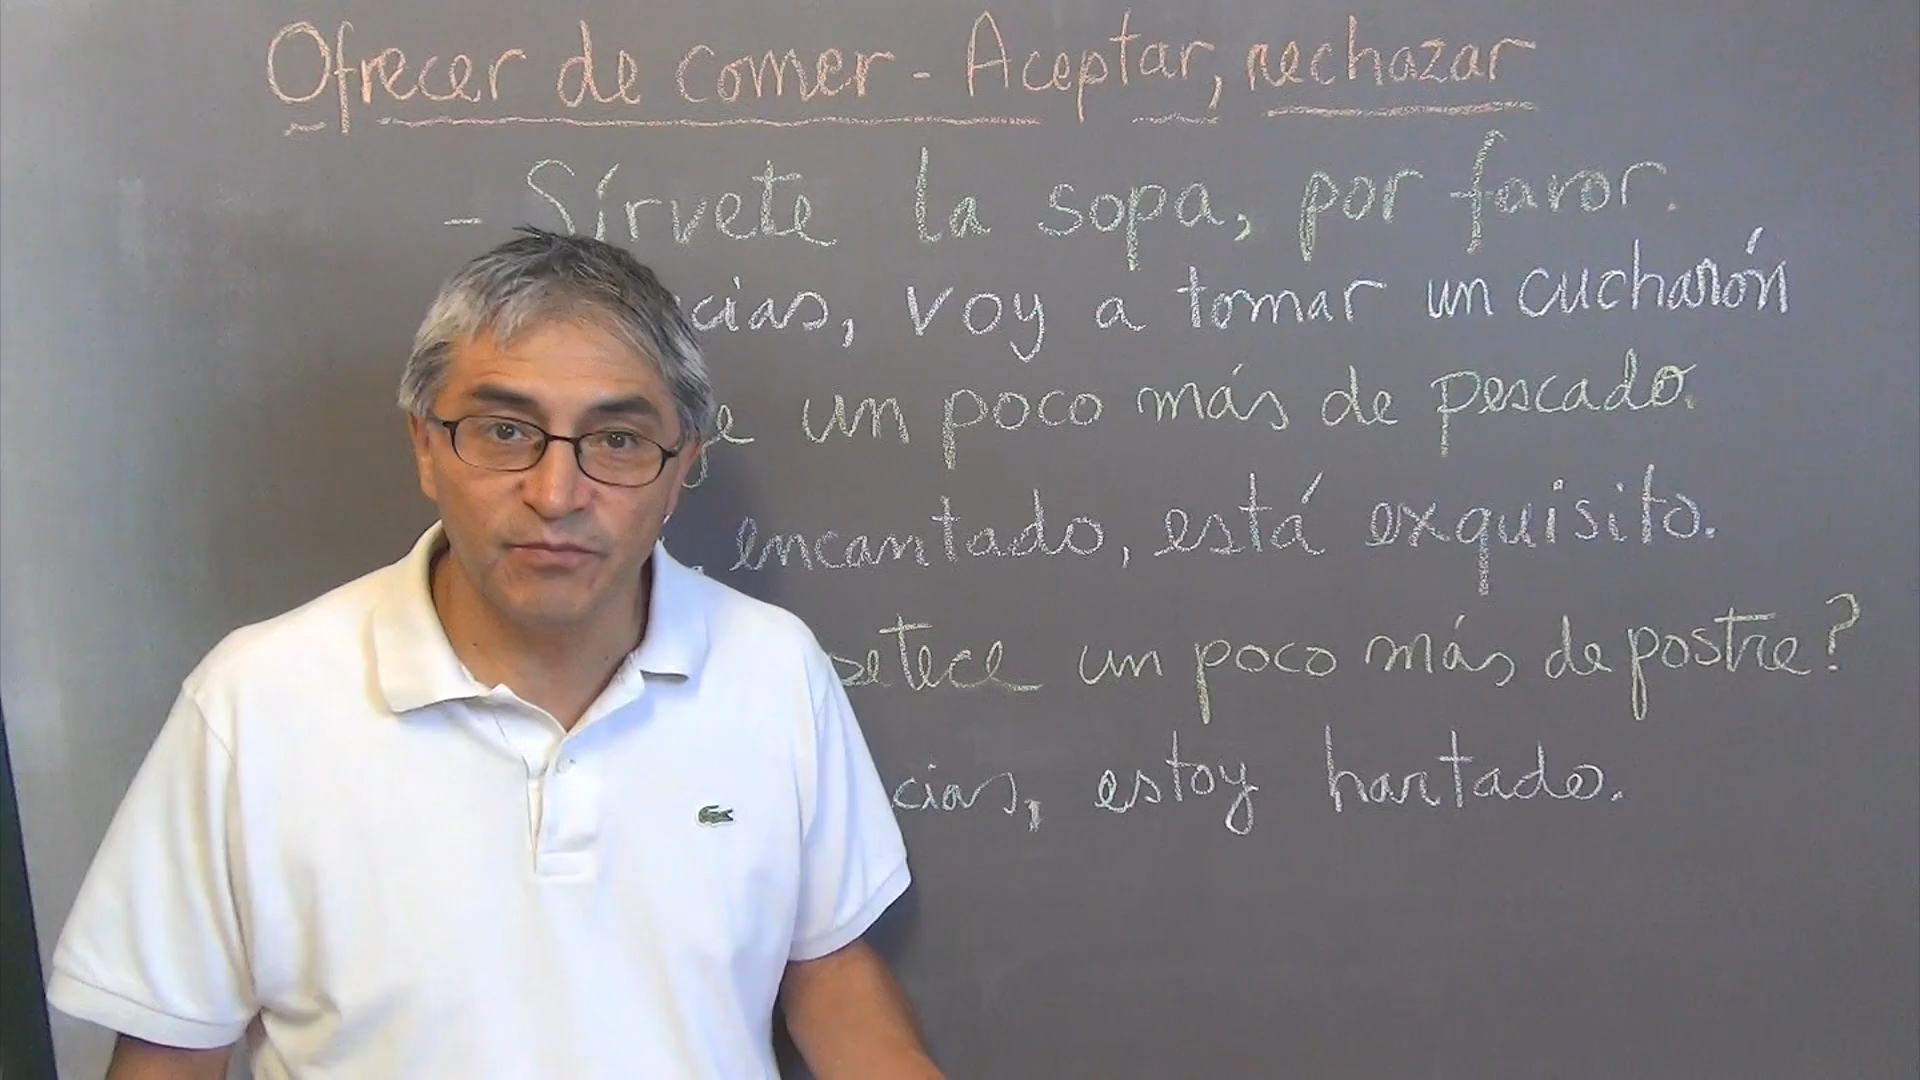 Ofrecer de comer - Aceptar, rechazar
- Sírvete la sopa, por favor.
cias, voy a tomar un cucharón
un poco más de pescado.
encantado, está exquisito.
setece un poco más de postre?
cias, estoy hartado.